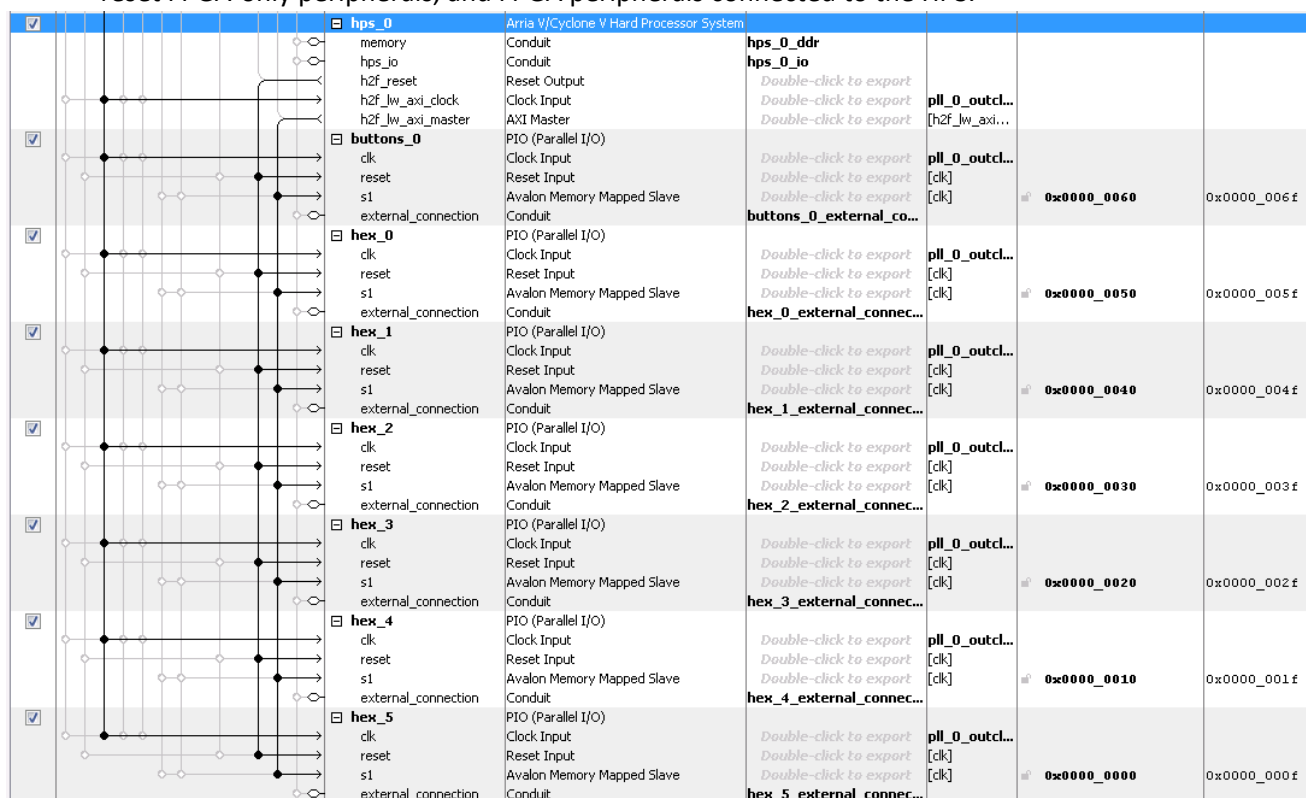 reset FPGA only peripherals, and FPGA peripherals connected to the HPS.
hps_0 Arria V/Cyclone V Hard Processor System
memory Conduit hps_0_ddr
hps_io Conduit hps_0_io
h2f_reset Reset Output Double-click to export
h2f_lw_axi_clock Clock Input Double-click to export pll_0_outcl...
h2f_lw_axi_master AXI Master Double-click to export [h2f_lw_axi...
buttons_0 PIO (Parallel I/O)
clk Clock Input Double-click to export pll_0_outcl...
reset Reset Input Double-click to export [clk]
s1 Avalon Memory Mapped Slave Double-click to export [clk] 0x0000_0060 0x0000_006f
external_connection Conduit buttons_0_external_co...
hex_0 PIO (Parallel I/O)
clk Clock Input Double-click to export pll_0_outcl...
reset Reset Input Double-click to export [clk]
s1 Avalon Memory Mapped Slave Double-click to export [clk] 0x0000_0050 0x0000_005f
external_connection Conduit hex_0_external_connec...
hex_1 PIO (Parallel I/O)
clk Clock Input Double-click to export pll_0_outcl...
reset Reset Input Double-click to export [clk]
s1 Avalon Memory Mapped Slave Double-click to export [clk] 0x0000_0040 0x0000_004f
external_connection Conduit hex_1_external_connec...
hex_2 PIO (Parallel I/O)
clk Clock Input Double-click to export pll_0_outcl...
reset Reset Input Double-click to export [clk]
s1 Avalon Memory Mapped Slave Double-click to export [clk] 0x0000_0030 0x0000_003f
external_connection Conduit hex_2_external_connec...
hex_3 PIO (Parallel I/O)
clk Clock Input Double-click to export pll_0_outcl...
reset Reset Input Double-click to export [clk]
s1 Avalon Memory Mapped Slave Double-click to export [clk] 0x0000_0020 0x0000_002f
external_connection Conduit hex_3_external_connec...
hex_4 PIO (Parallel I/O)
clk Clock Input Double-click to export pll_0_outcl...
reset Reset Input Double-click to export [clk]
s1 Avalon Memory Mapped Slave Double-click to export [clk] 0x0000_0010 0x0000_001f
external_connection Conduit hex_4_external_connec...
hex_5 PIO (Parallel I/O)
clk Clock Input Double-click to export pll_0_outcl...
reset Reset Input Double-click to export [clk]
s1 Avalon Memory Mapped Slave Double-click to export [clk] 0x0000_0000 0x0000_000f
external_connection Conduit hex_5_external_connec...